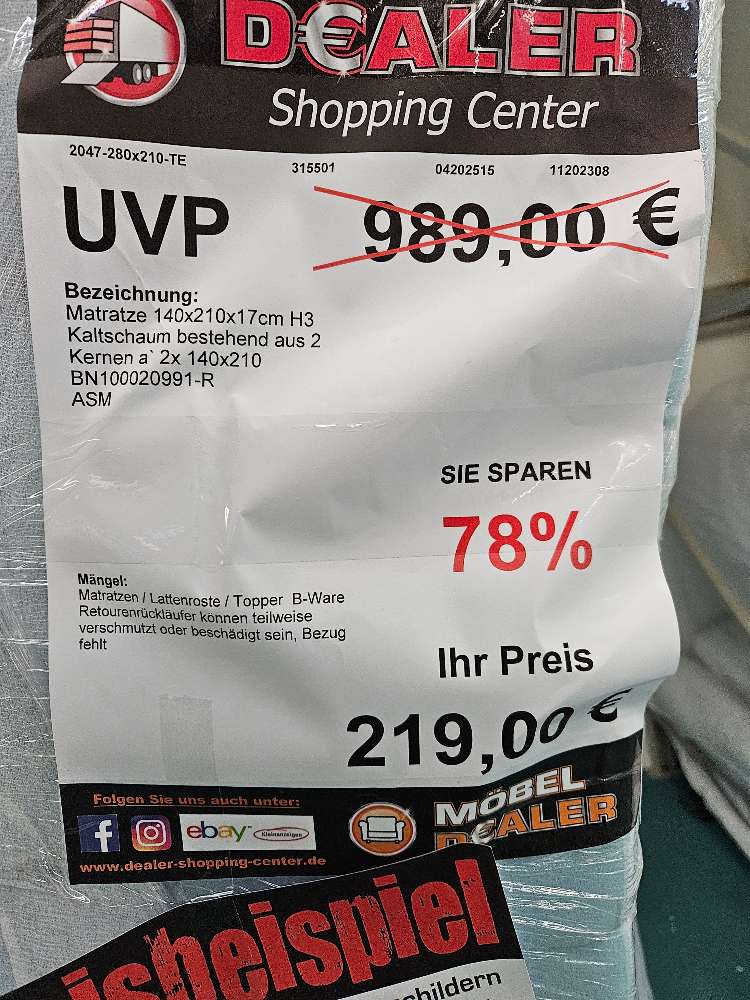 DEALER
Shopping Center
2047-280x210-TE 315501 04202515 11202308
UVP 989,00 €
Bezeichnung:
Matratze 140x210x17cm H3
Kaltschaum bestehend aus 2
Kernen a` 2x 140x210
BN100020991-R
ASM
SIE SPAREN
78%
Mängel:
Matratzen / Lattenroste / Topper B-Ware
Retourenrückläufer können teilweise
verschmutzt oder beschädigt sein, Bezug
fehlt
Ihr Preis
219,00 €
Folgen Sie uns auch unter:
ebay Kleinanzeigen
MÖBEL
DEALER
www.dealer-shopping-center.de